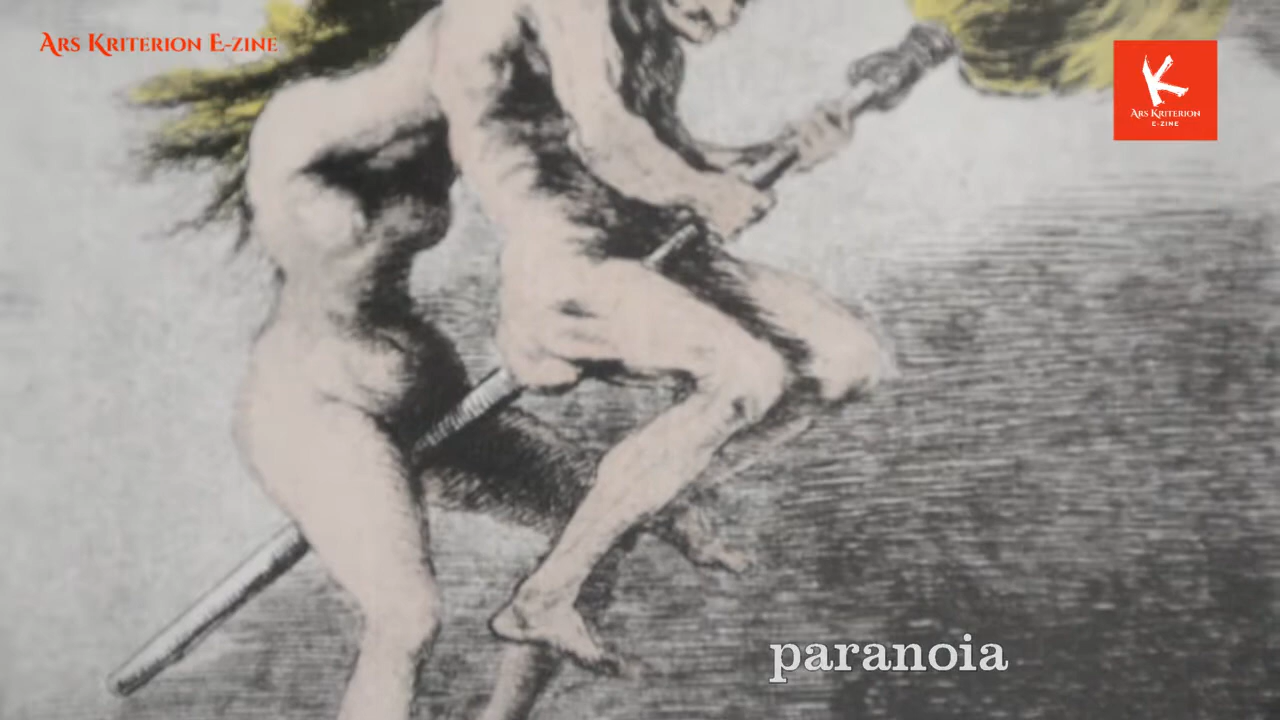 Ars Kriterion E-zine
K
Ars Kriterion
E-ZINE
paranoia